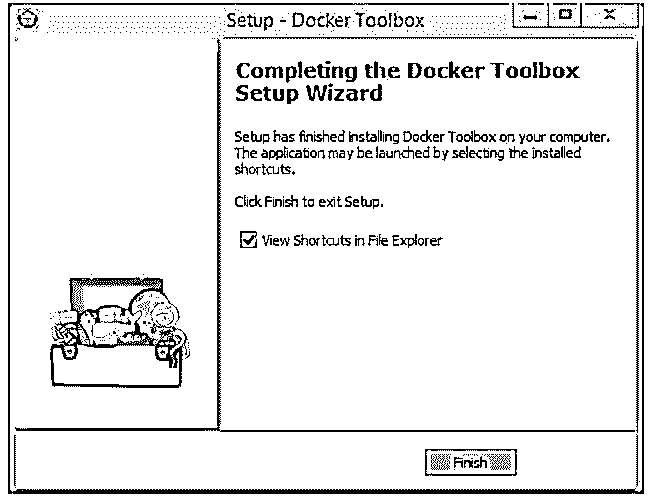 Setup - Docker Toolbox
Completing the Docker Toolbox
Setup Wizard
Setup has finished installing Docker Toolbox on your computer.
The application may be launched by selecting the installed
shortcuts.
Click Finish to exit Setup.
View Shortcuts in File Explorer
Finish